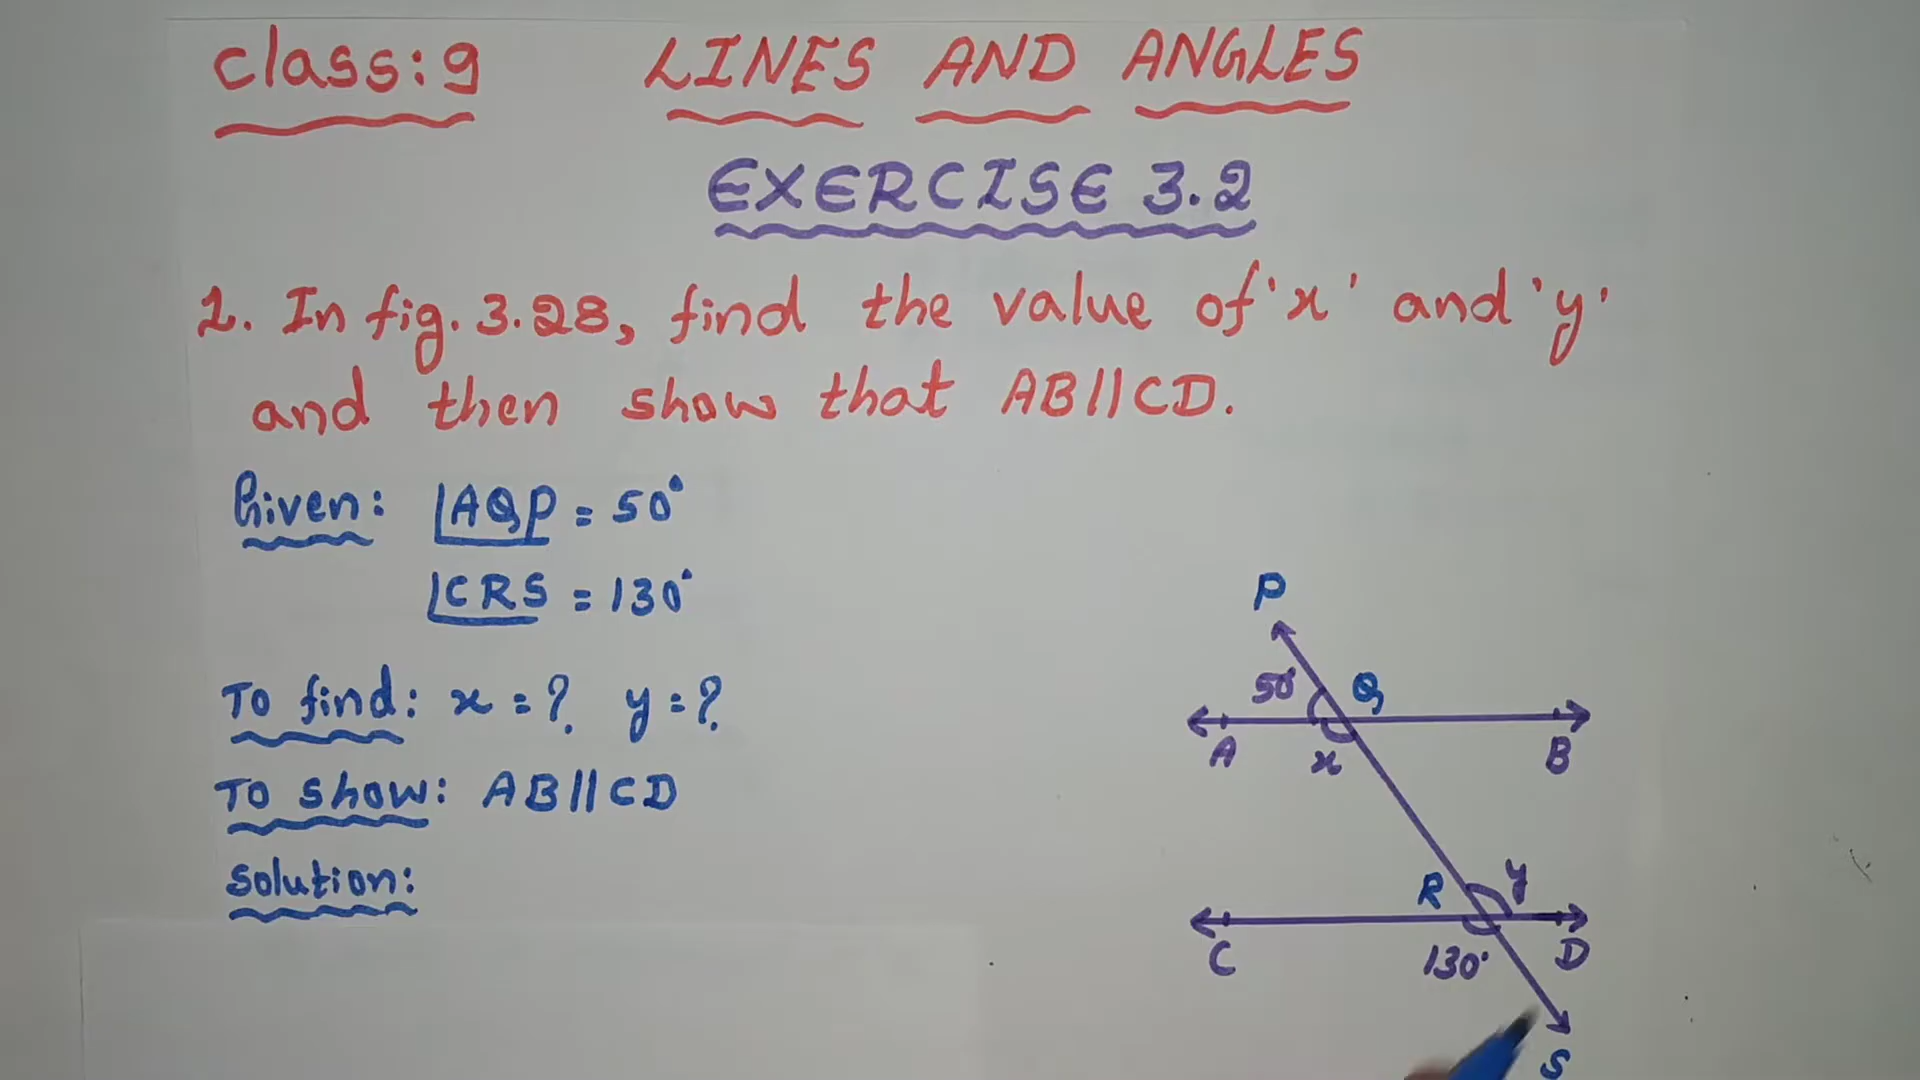 class: 9 LINES AND ANGLES
EXERCISE 3.2
1. In fig. 3.28, find the value of 'x' and 'y'
and then show that AB||CD.
Given: ∠AQP = 50°
∠CRS = 130°
To find: x = ? y = ?
To show: AB||CD
Solution:
P
50° Q
A x B
R y
C 130° D
S